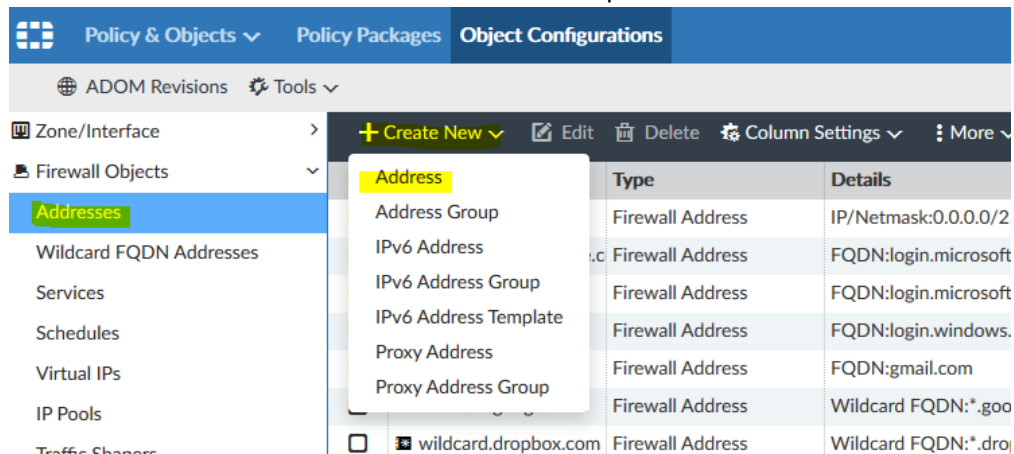 Policy & Objects Policy Packages Object Configurations
ADOM Revisions Tools
Zone/Interface
Firewall Objects
Addresses
Wildcard FQDN Addresses
Services
Schedules
Virtual IPs
IP Pools
Create New Edit Delete Column Settings More
Address
Address Group
IPv6 Address
IPv6 Address Group
IPv6 Address Template
Proxy Address
Proxy Address Group
Type Details
Firewall Address IP/Netmask:0.0.0.0/2
Firewall Address FQDN:login.microsoft
Firewall Address FQDN:login.microsoft
Firewall Address FQDN:login.windows.
Firewall Address FQDN:gmail.com
Firewall Address Wildcard FQDN:*.goo
wildcard.dropbox.com Firewall Address Wildcard FQDN:*.dro